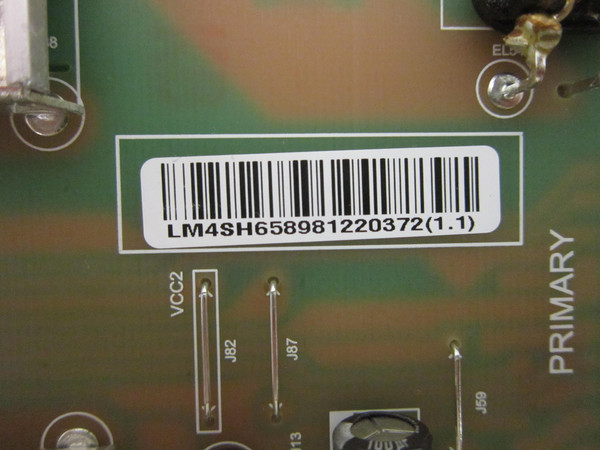 LM4SH658981220372(1.1)
VCC2
J82
J87
J59
PRIMARY